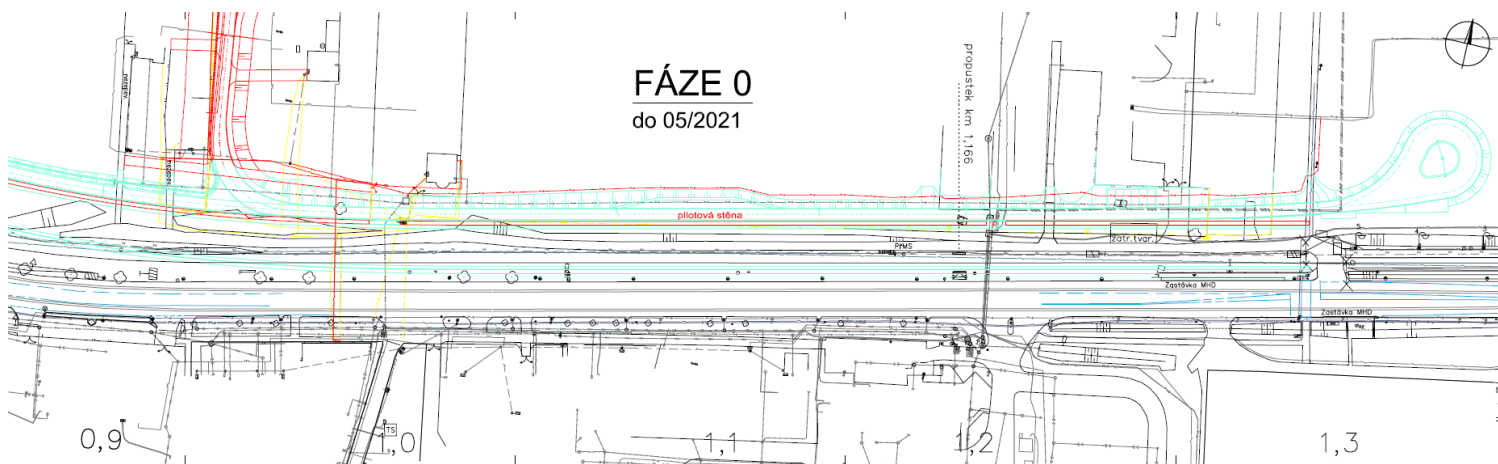 FÁZE 0
do 05/2021
propustek km 1,166
pilotová stěna
PrMS
Zatr.tvar.
Zastávka MHD
Zastávka MHD
TS
0,9
1,0
1,1
1,2
1,3